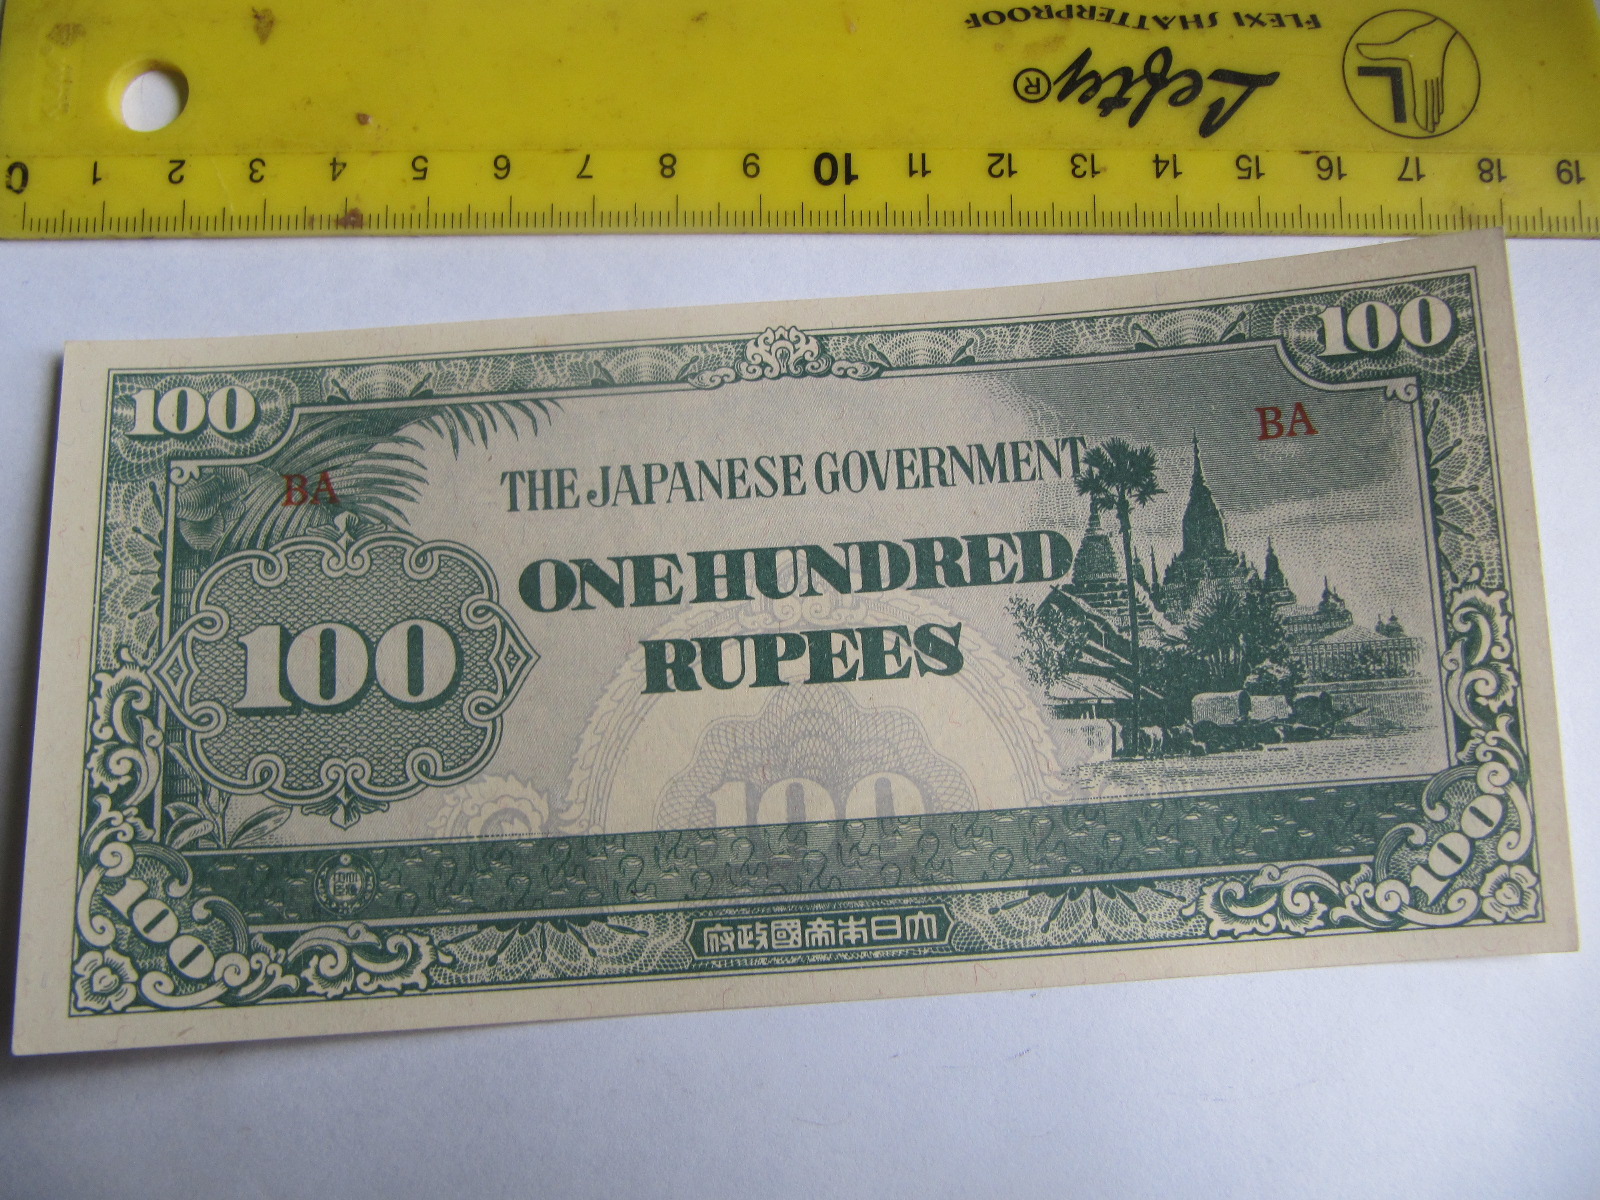 FLEXI SHATTERPROOF
Lefty ®
L
0 1 2 3 4 5 6 7 8 9 10 11 12 13 14 15 16 17 18 19
100 100
BA BA
THE JAPANESE GOVERNMENT
ONE HUNDRED
100
RUPEES
100
100 100
府政國帝本日大